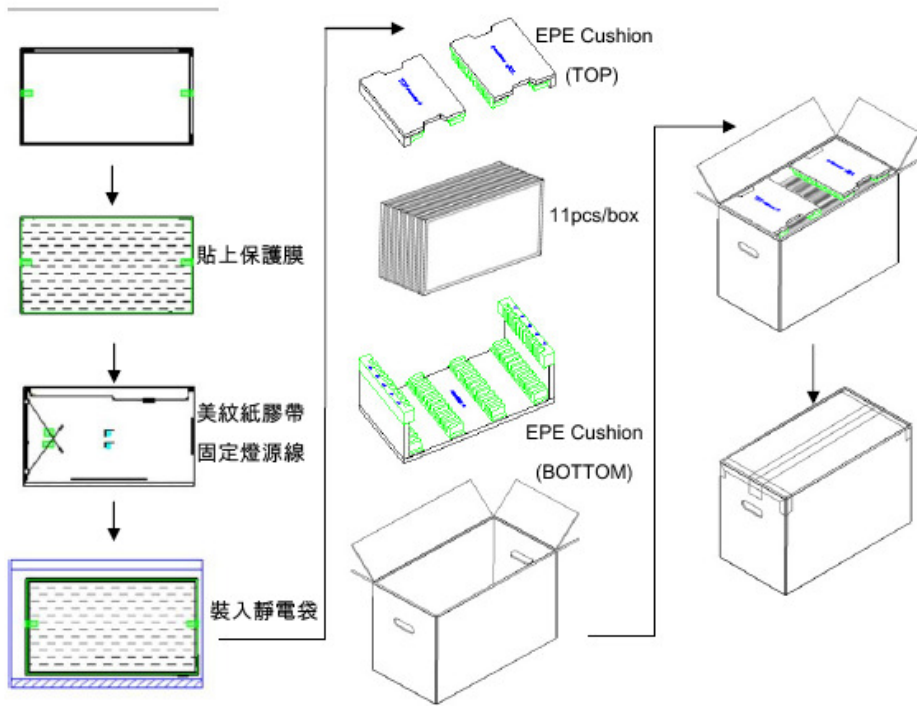 貼上保護膜
美紋紙膠帶
固定燈源線
裝入靜電袋
EPE Cushion
(TOP)
11pcs/box
EPE Cushion
(BOTTOM)